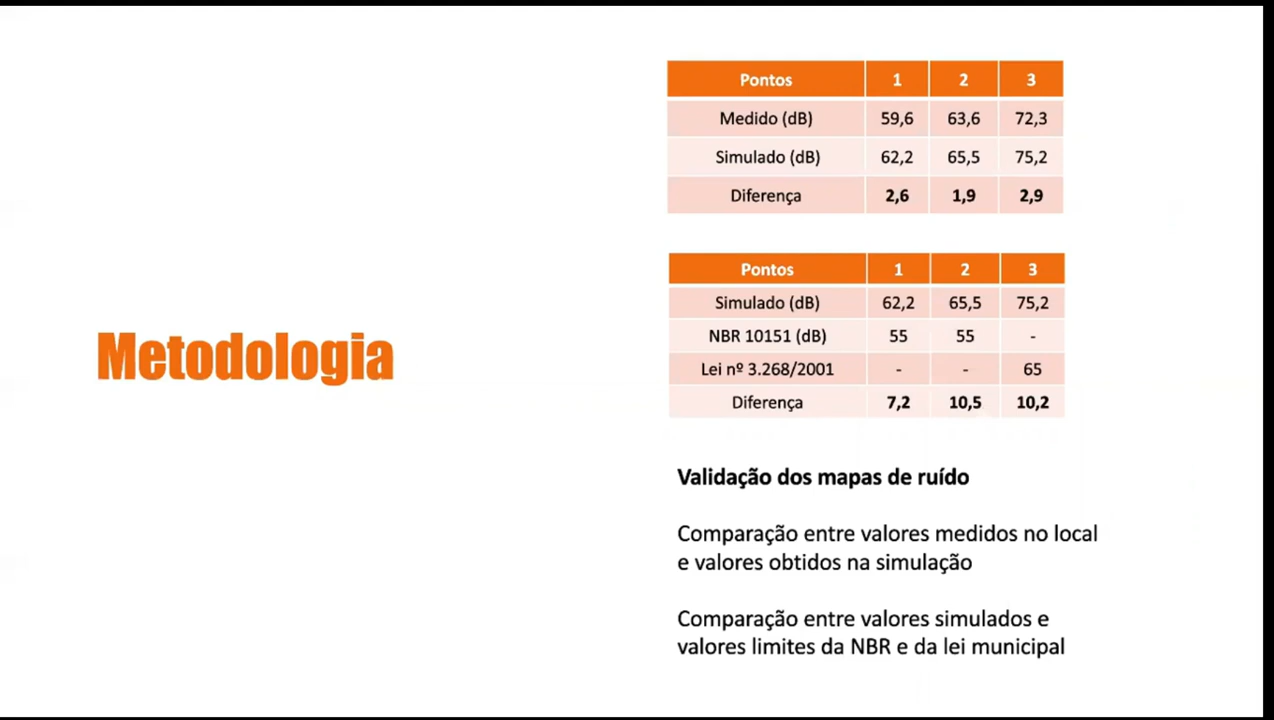 Metodologia
Pontos 1 2 3
Medido (dB) 59,6 63,6 72,3
Simulado (dB) 62,2 65,5 75,2
Diferença 2,6 1,9 2,9
Pontos 1 2 3
Simulado (dB) 62,2 65,5 75,2
NBR 10151 (dB) 55 55 -
Lei nº 3.268/2001 - - 65
Diferença 7,2 10,5 10,2
Validação dos mapas de ruído
Comparação entre valores medidos no local
e valores obtidos na simulação
Comparação entre valores simulados e
valores limites da NBR e da lei municipal